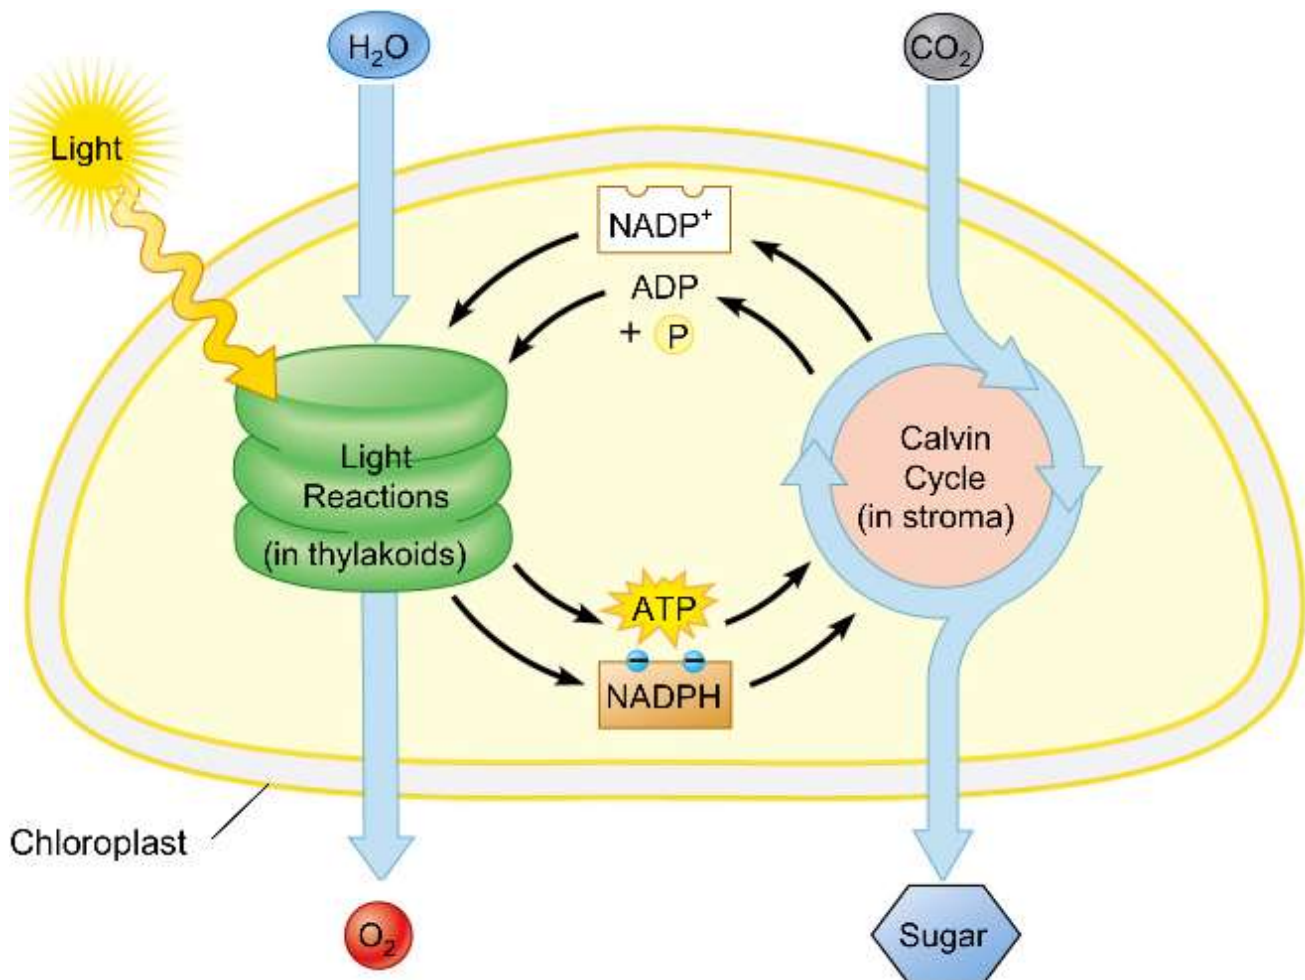 H₂O
CO₂
Light
NADP⁺
ADP
+ P
Light
Reactions
(in thylakoids)
Calvin
Cycle
(in stroma)
ATP
− −
NADPH
Chloroplast
O₂
Sugar